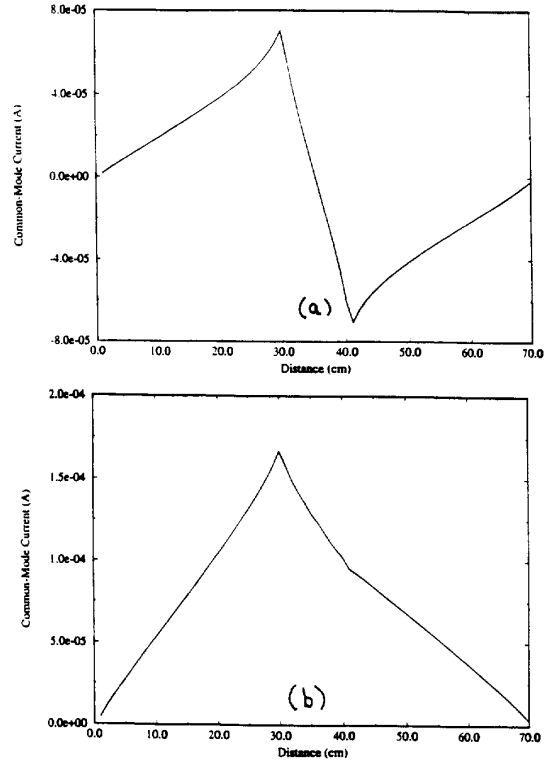 8.0e-05
4.0e-05
0.0e+00
-4.0e-05
-8.0e-05
Common-Mode Current (A)
(a)
0.0 10.0 20.0 30.0 40.0 50.0 60.0 70.0
Distance (cm)
2.0e-04
1.5e-04
1.0e-04
5.0e-05
0.0e+00
Common-Mode Current (A)
(b)
0.0 10.0 20.0 30.0 40.0 50.0 60.0 70.0
Distance (cm)